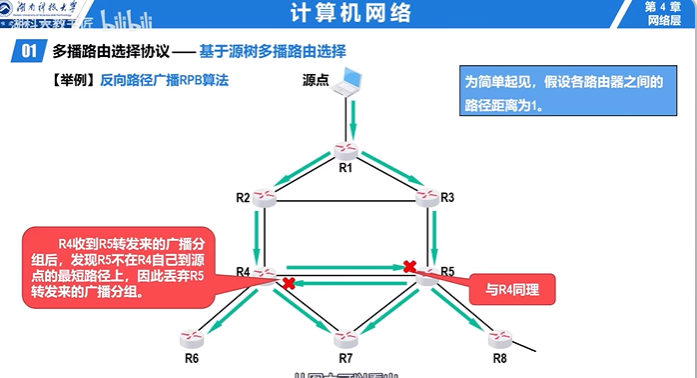 湖南科技大学
bilibili
计算机网络
第 4 章
网络层
01 多播路由选择协议 —— 基于源树多播路由选择
【举例】反向路径广播RPB算法
源点
为简单起见，假设各路由器之间的
路径距离为1。
R1
R2
R3
R4收到R5转发来的广播分
组后，发现R5不在R4自己到源
点的最短路径上，因此丢弃R5
转发来的广播分组。
R4
R5
与R4同理
R6
R7
R8